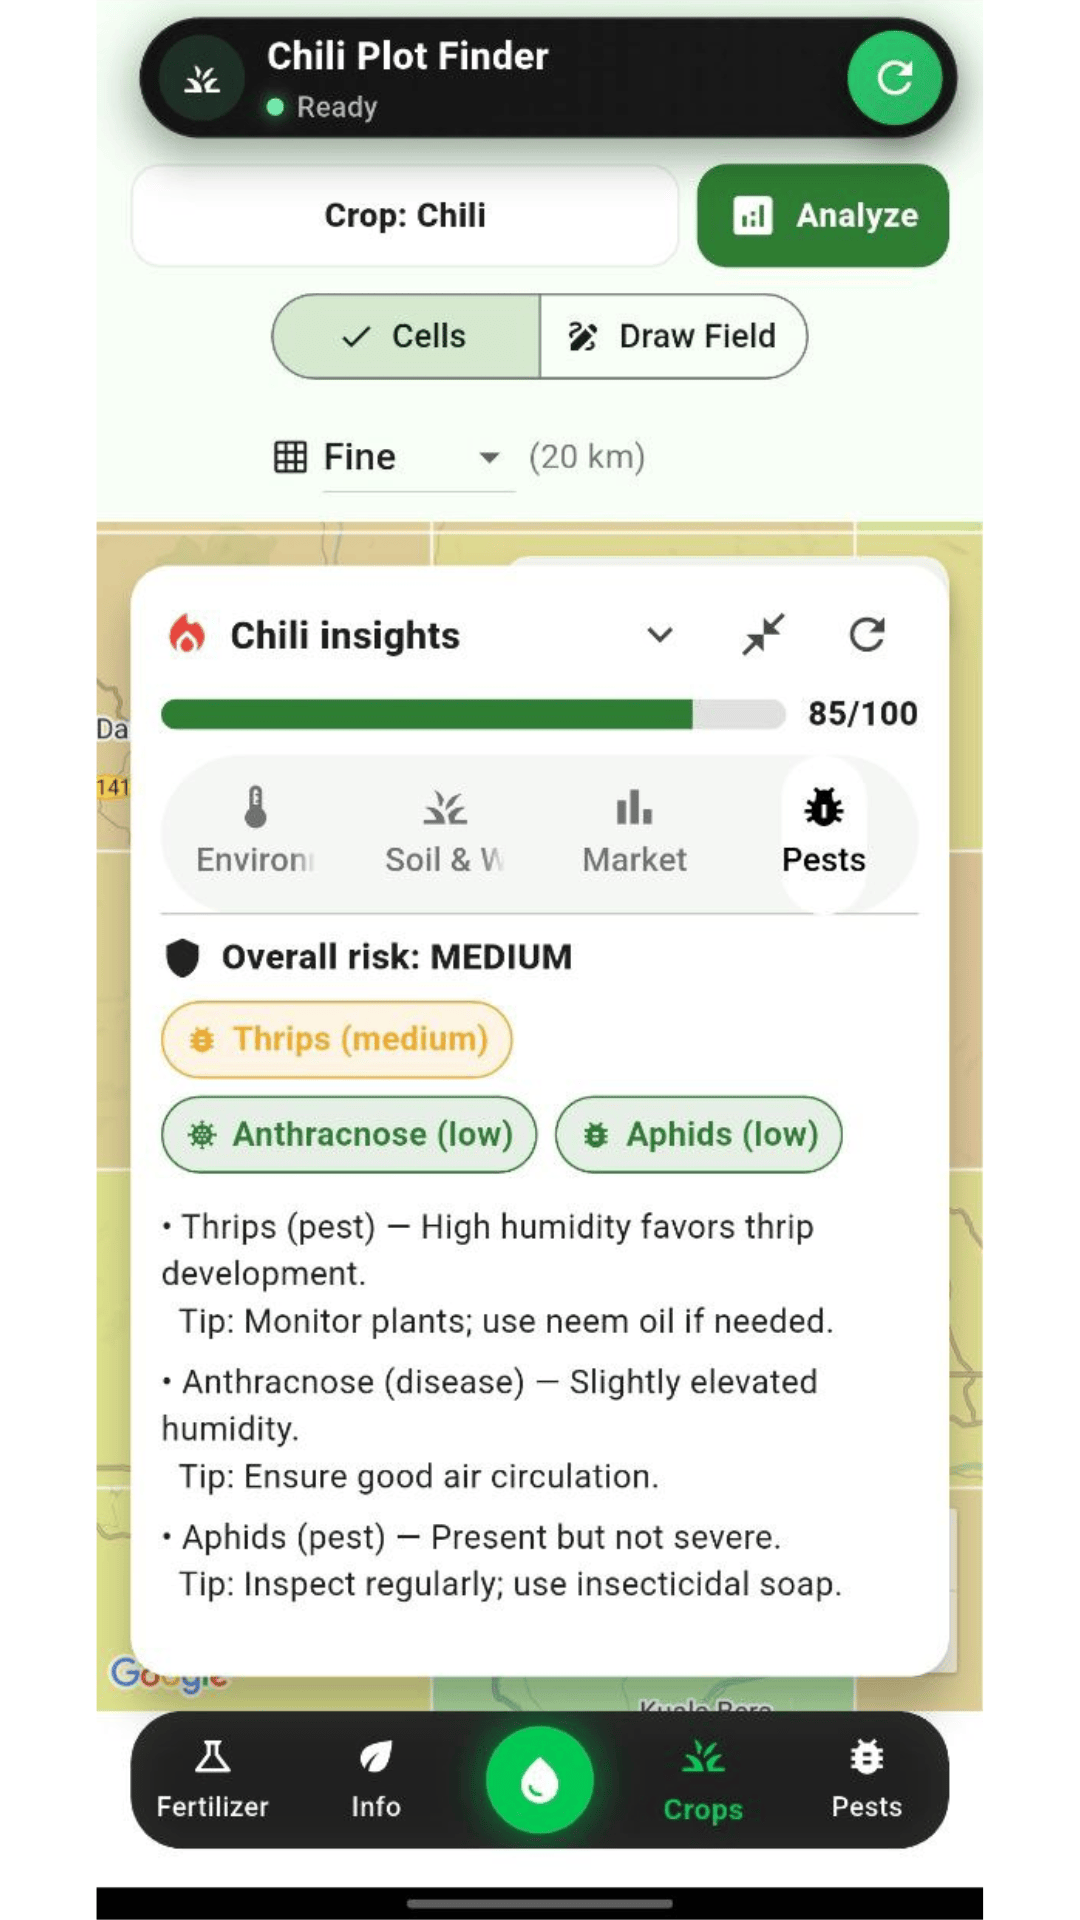 Chili Plot Finder
Ready
Crop: Chili
Analyze
Cells
Draw Field
Fine
(20 km)
Chili insights
Da
85/100
141
Environ
Soil & W
Market
Pests
Overall risk: MEDIUM
Thrips (medium)
Anthracnose (low)
Aphids (low)
• Thrips (pest) — High humidity favors thrip
development.
Tip: Monitor plants; use neem oil if needed.
• Anthracnose (disease) — Slightly elevated
humidity.
Tip: Ensure good air circulation.
• Aphids (pest) — Present but not severe.
Tip: Inspect regularly; use insecticidal soap.
Google
Kuala Bera
Fertilizer
Info
Crops
Pests